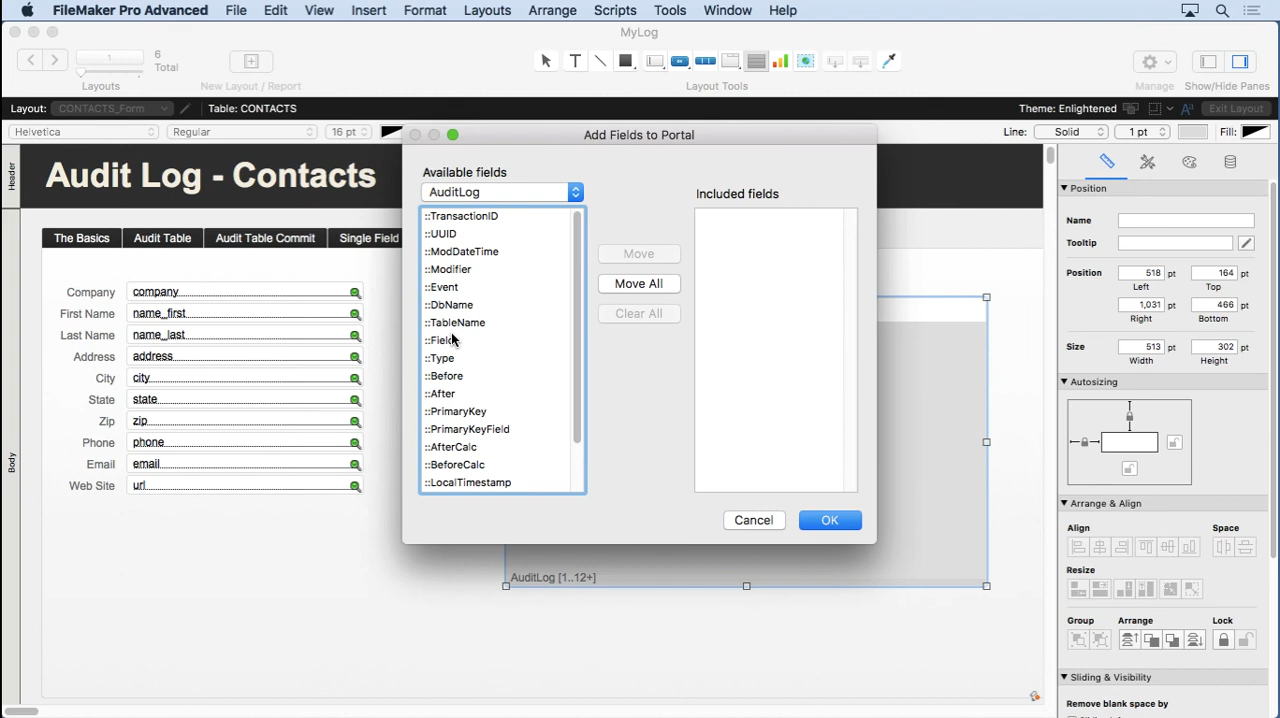 FileMaker Pro Advanced File Edit View Insert Format Layouts Arrange Scripts Tools Window Help
MyLog
1
6
Total
Layouts
New Layout / Report
Layout Tools
Manage
Show/Hide Panes
Layout: CONTACTS_Form Table: CONTACTS
Theme: Enlightened
Exit Layout
Helvetica Regular 16 pt
Line: Solid 1 pt Fill:
Header
Audit Log - Contacts
The Basics Audit Table Audit Table Commit Single Field
Body
Company company
First Name name_first
Last Name name_last
Address address
City city
State state
Zip zip
Phone phone
Email email
Web Site url
AuditLog [1..12+]
Add Fields to Portal
Available fields
AuditLog
::TransactionID
::UUID
::ModDateTime
::Modifier
::Event
::DbName
::TableName
::Type
::Before
::After
::PrimaryKey
::PrimaryKeyField
::AfterCalc
::BeforeCalc
::LocalTimestamp
Move
Move All
Clear All
Included fields
Cancel
OK
Position
Name
Tooltip
Position 518 pt 164 pt
Left Top
1,031 pt 466 pt
Right Bottom
Size 513 pt 302 pt
Width Height
Autosizing
Arrange & Align
Align Space
Resize
Group Arrange Lock
Sliding & Visibility
Remove blank space by